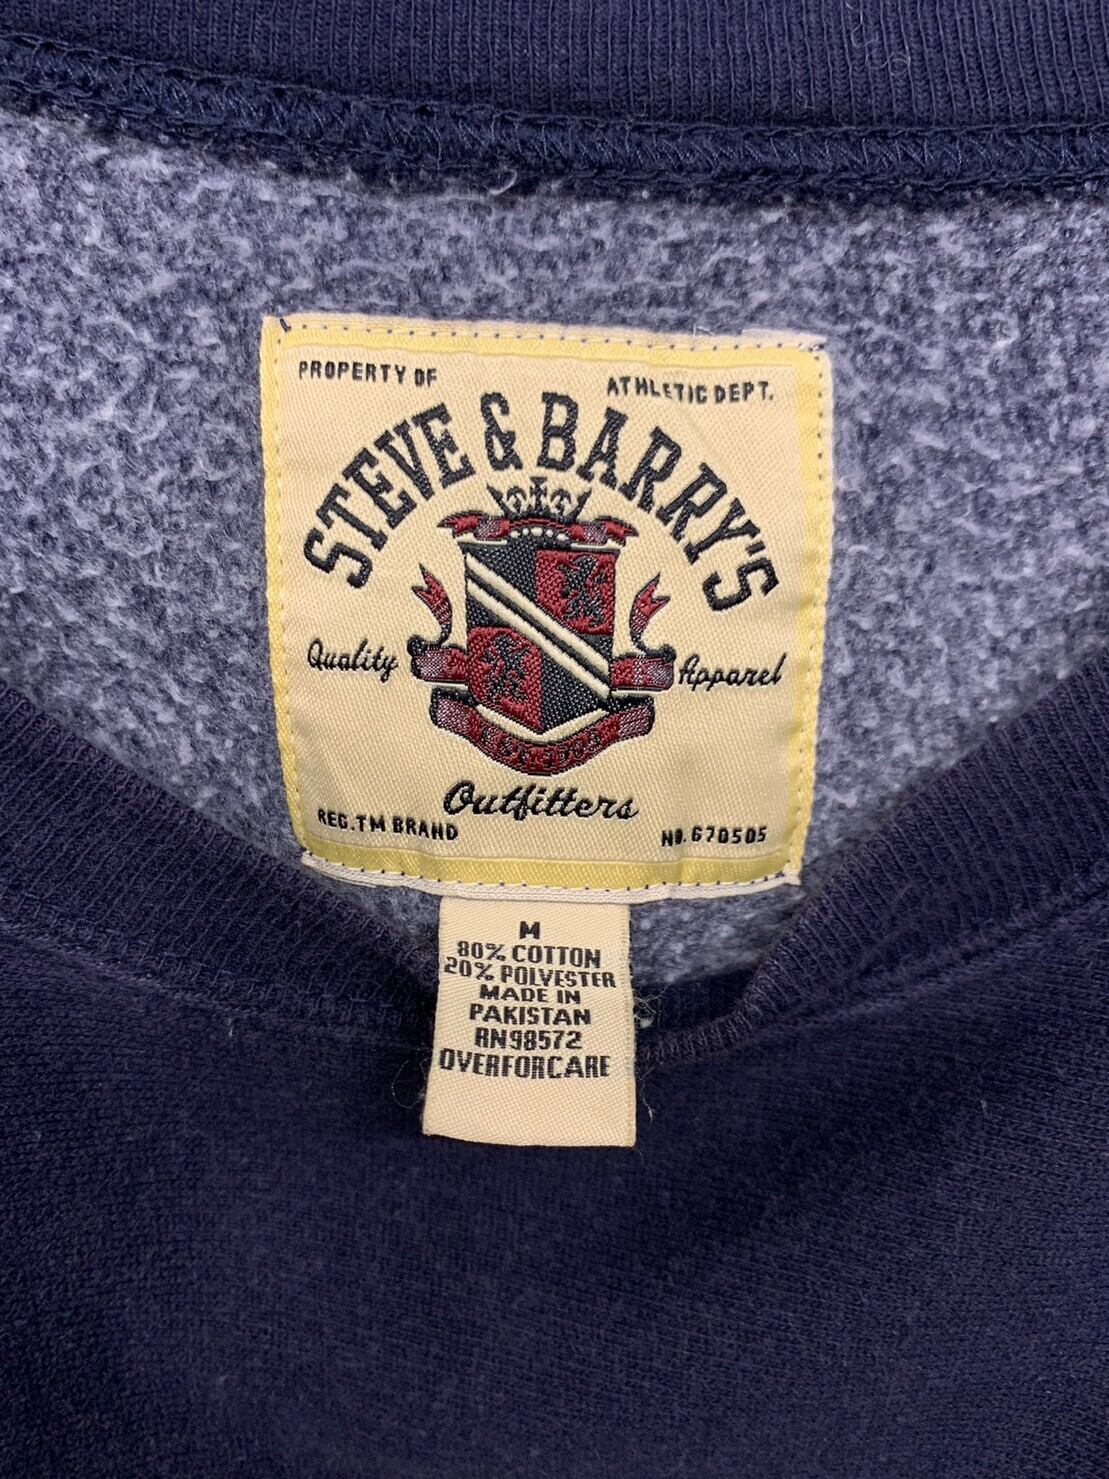 PROPERTY OF
ATHLETIC DEPT.
STEVE & BARRY'S
Quality
Apparel
Outfitters
REG.TM BRAND
NO.670505
M
80% COTTON
20% POLYESTER
MADE IN
PAKISTAN
RN98572
OVERFORCARE